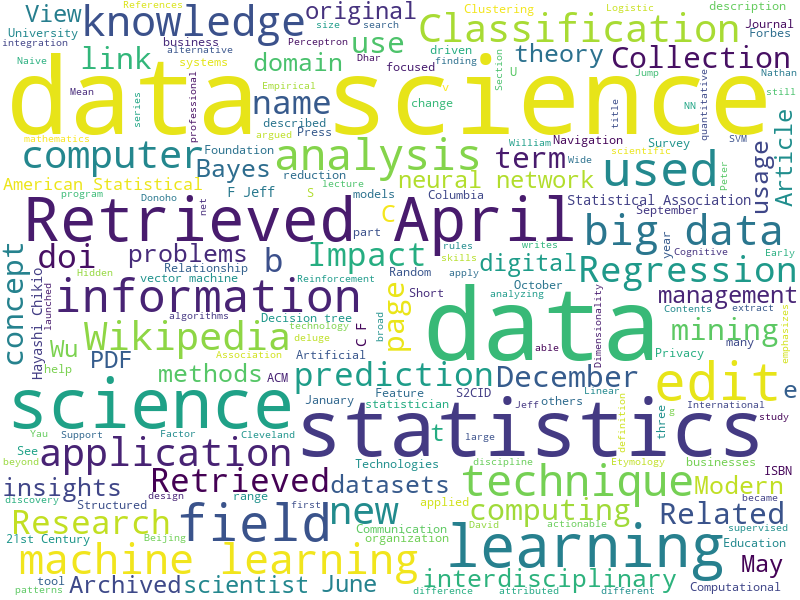 References
Clustering
Logistic
description
View
knowledge
original
Classification
Journal
University
business
size
search
Forbes
integration
alternative
Perceptron
use
driven
finding
link
domain
theory
Collection
Naive
systems
Dhar
focused
Section
U
Jump
Nathan
Mean
Empirical
v
still
data science
series
professional
name
change
NN
quantitative
title
argued
described
Press
William
Navigation
SVM
mathematics
computer
Foundation
analysis
term
Wide
Survey
scientific
used
usage
Article
Bayes
reduction
neural network
Peter
American Statistical
F
Jeff
S
lecture
models
Columbia
Statistical Association
program
Donoho
net
part
C
September
Retrieved April
rules
writes
big data
year
concept
doi
problems
b
Impact
skills
digital
Cognitive
Early
Relationship
Random
apply
Regression
Hidden
vector machine
Reinforcement
October
Hayashi Chikio
launched
information
Short
analyzing
data
Dimensionality
management
Contents
extract
algorithms
Decision tree
broad
page
Wikipedia
technology
C F
mining
many
emphasizes
Wu
deluge
Association
able
Privacy
help
PDF
methods
Artificial
ACM
prediction
December
edit
e
Feature
S2CID
Linear
science
January
statistician
Jeff
others
definition
three
g
International
study
statistics
Yau
Support
Factor
Cleveland
t
large
See
application
Technologies
discipline
Etymology
businesses
beyond
insights
Structured
Retrieved
range
datasets
technique
Modern
ISBN
discovery
design
first
new
applied
computing
Related
became
Research
field
Communication
David
actionable
supervised
21st Century
Beijing
organization
learning
Education
machine learning
May
tool
Archived
scientist
June
interdisciplinary
Computational
patterns
difference
attributed
different